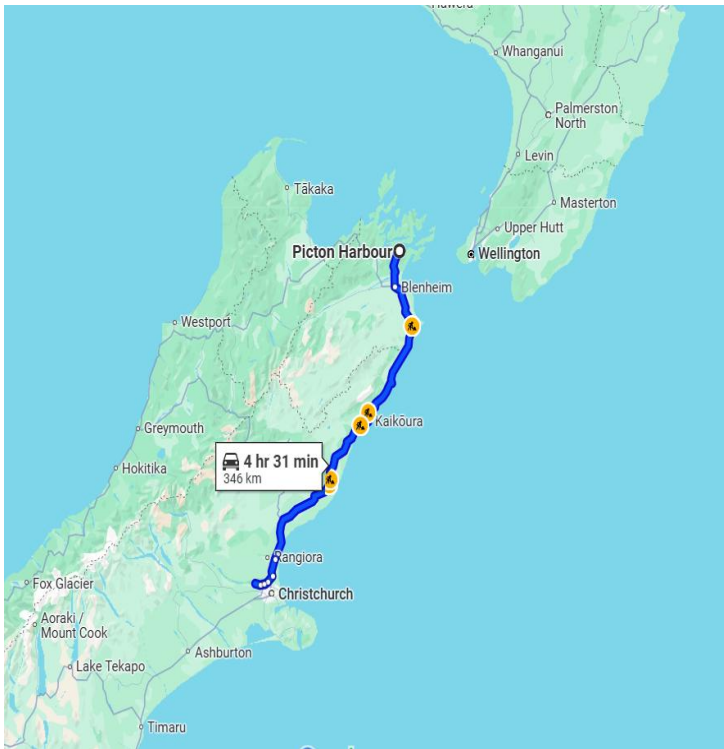 Whanganui
Palmerston
North
Levin
Tākaka
Masterton
Upper Hutt
Picton Harbour
Wellington
Blenheim
Westport
Kaikōura
Greymouth
4 hr 31 min
346 km
Hokitika
Rangiora
Fox Glacier
Christchurch
Aoraki /
Mount Cook
Ashburton
Lake Tekapo
Timaru